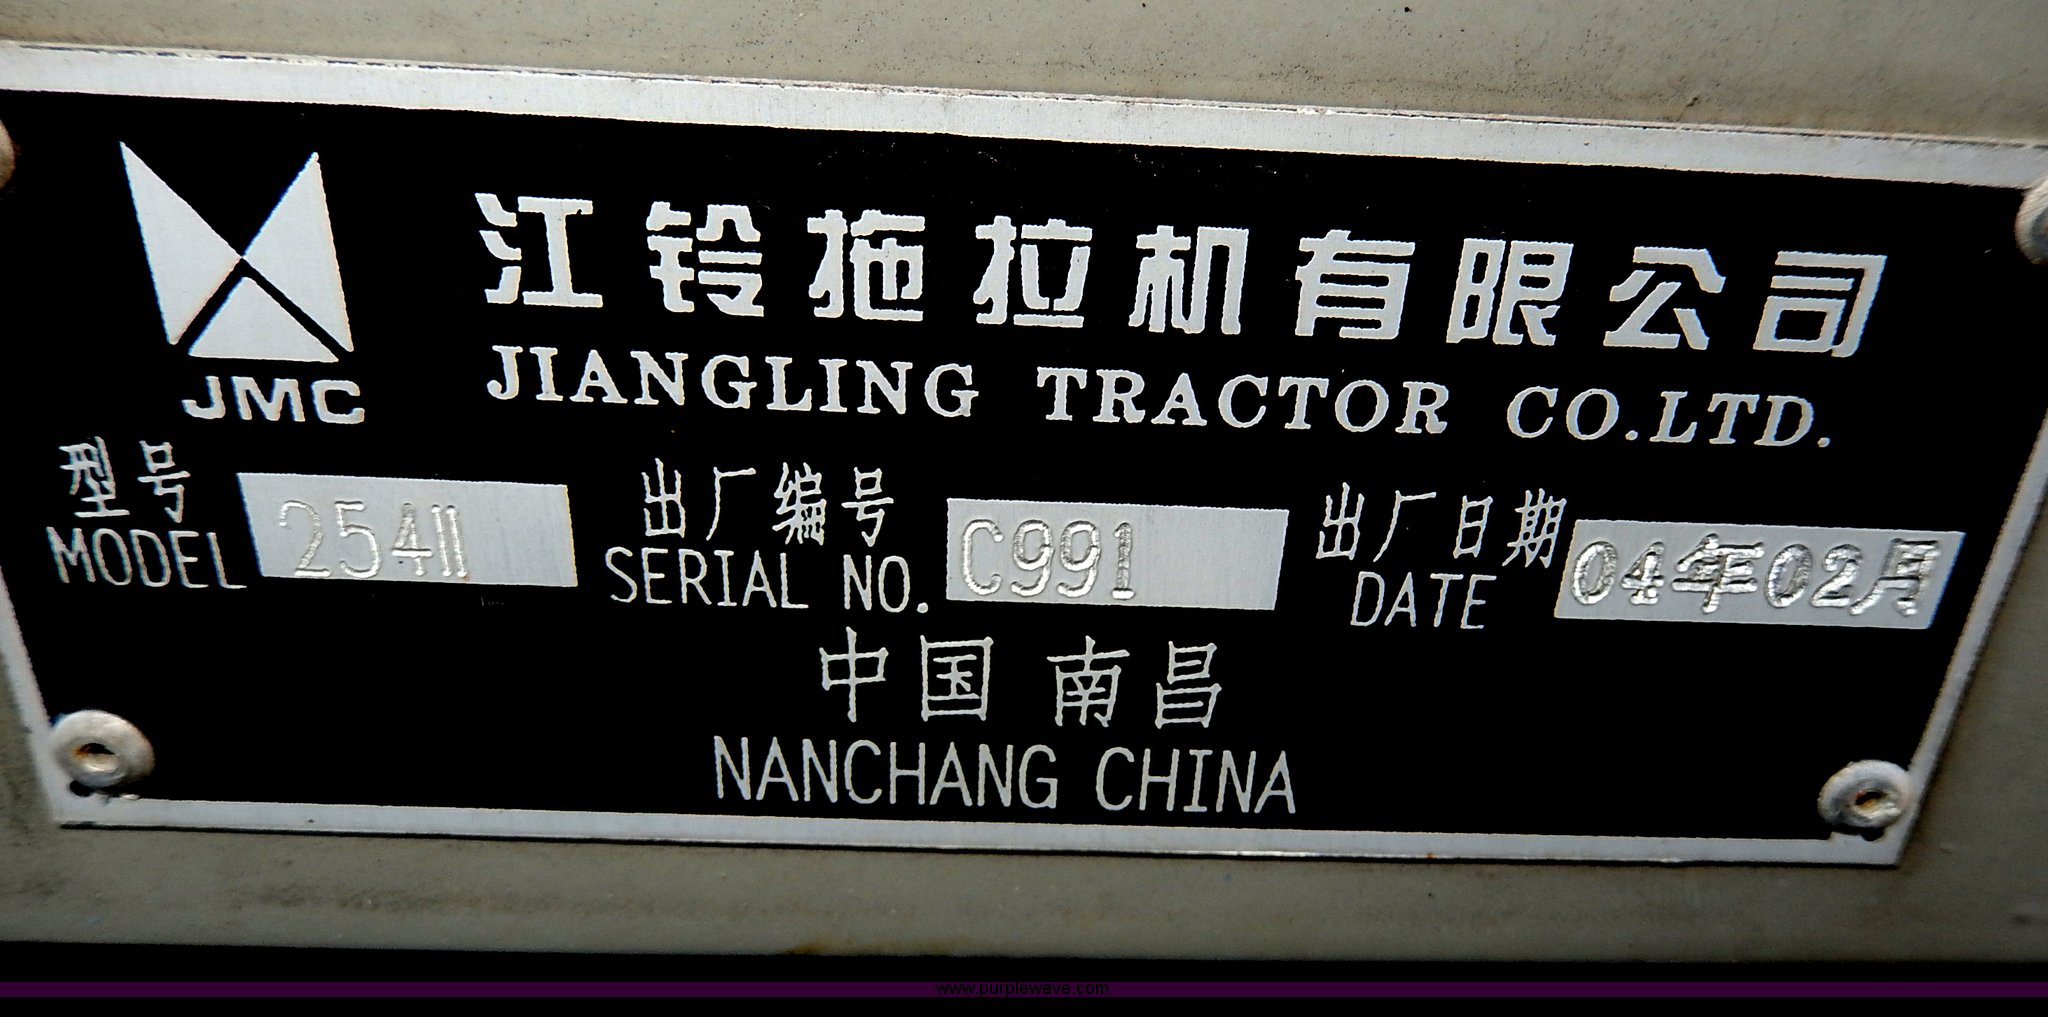 江铃拖拉机有限公司
JMC
JIANGLING TRACTOR CO.LTD.
型号 出厂编号 出厂日期
MODEL 254II SERIAL NO. C991 DATE 04年02月
中国 南昌
NANCHANG CHINA
www.purplewave.com